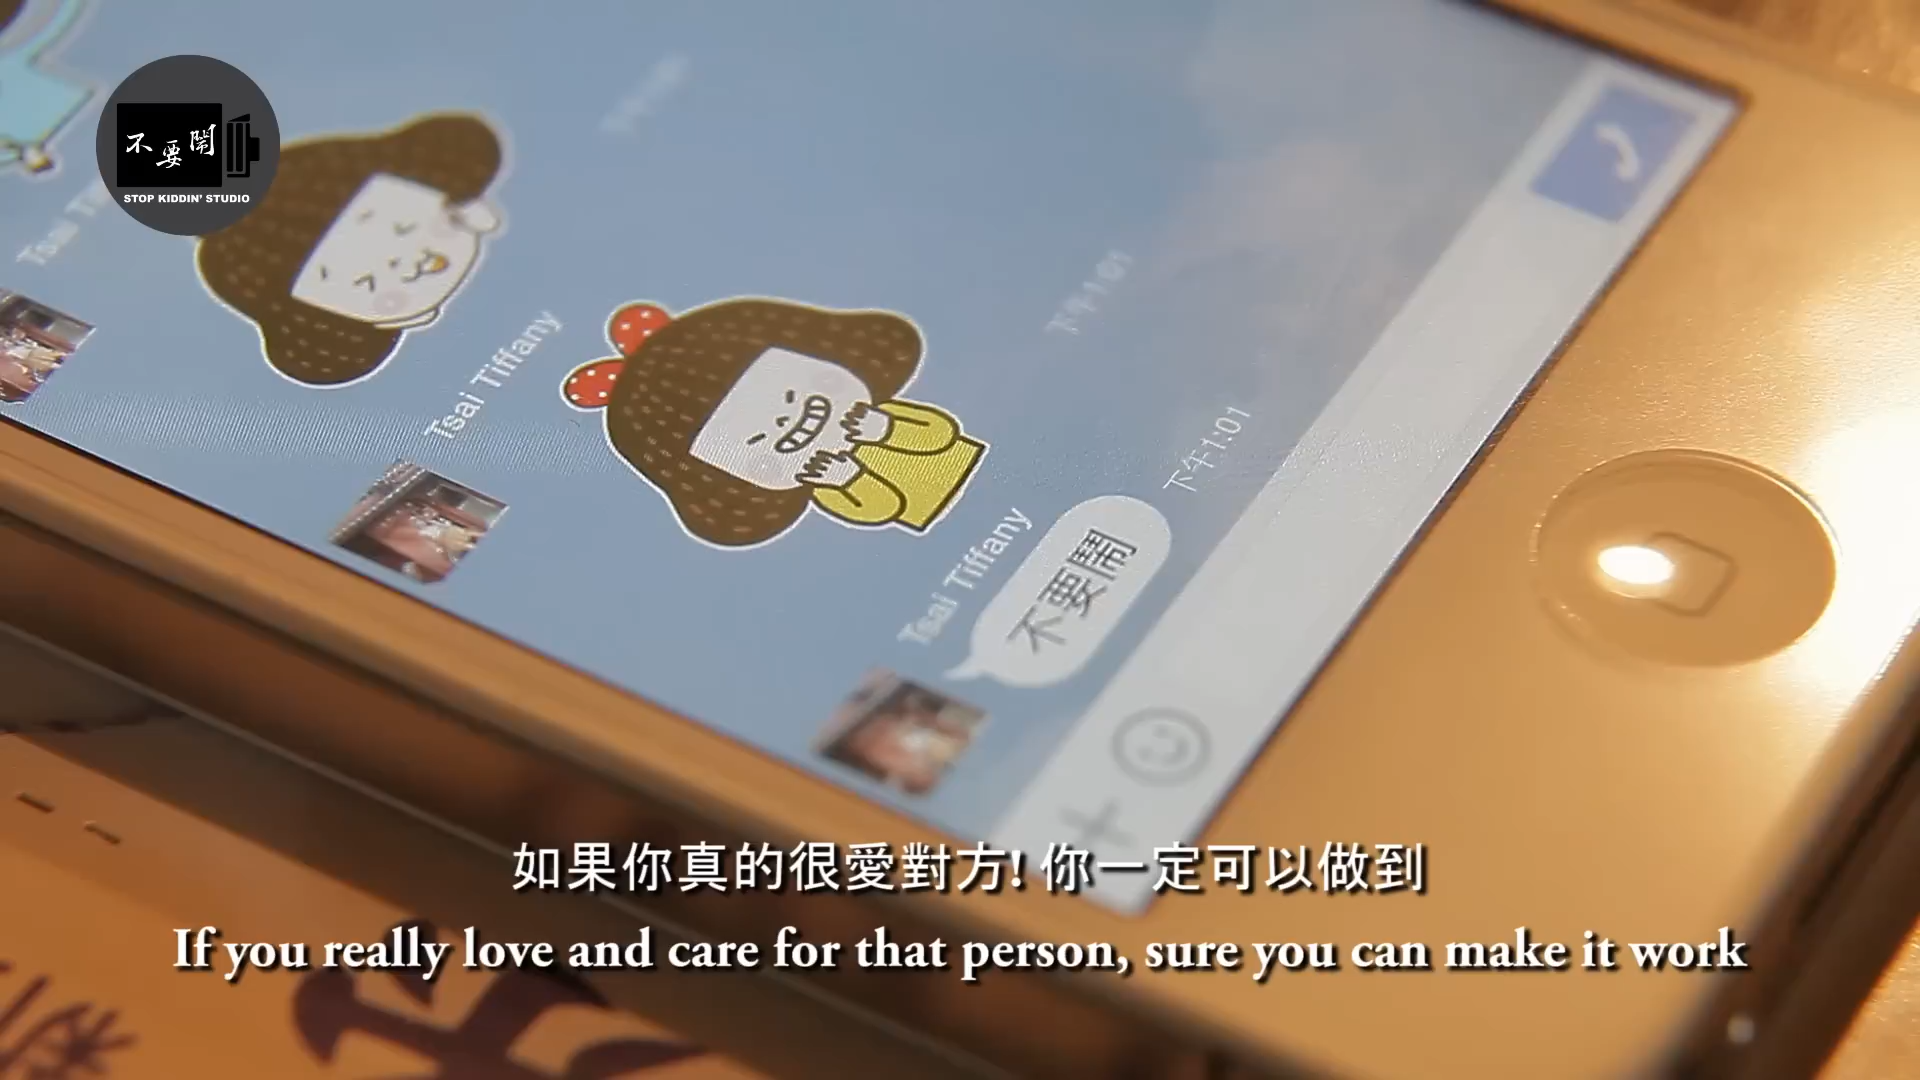 不要鬧
STOP KIDDIN' STUDIO
Tsai Tiffany
下午1:01
Tsai Tiffany
不要鬧
下午1:01
如果你真的很愛對方! 你一定可以做到
If you really love and care for that person, sure you can make it work